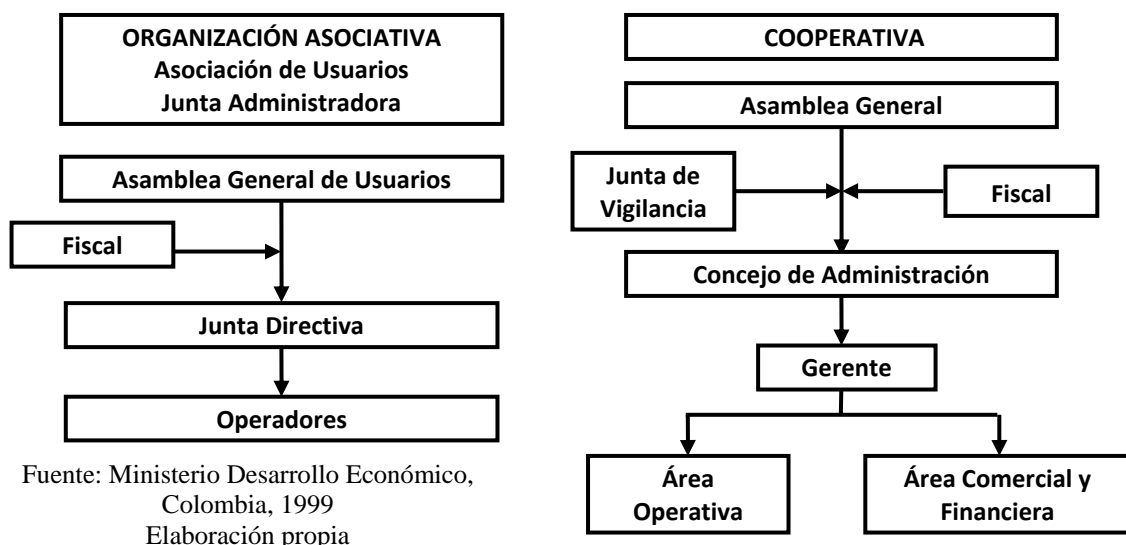 ORGANIZACIÓN ASOCIATIVA
Asociación de Usuarios
Junta Administradora
Asamblea General de Usuarios
Fiscal
Junta Directiva
Operadores
Fuente: Ministerio Desarrollo Económico,
Colombia, 1999
Elaboración propia
COOPERATIVA
Asamblea General
Junta de
Vigilancia
Fiscal
Concejo de Administración
Gerente
Área
Operativa
Área Comercial y
Financiera